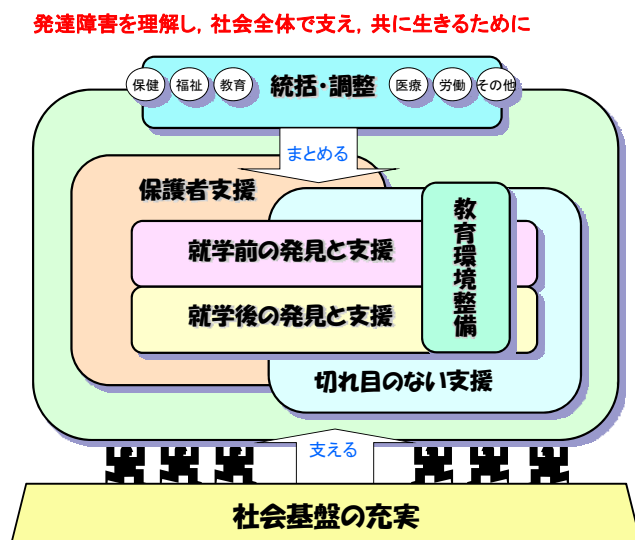 発達障害を理解し,社会全体で支え,共に生きるために
保健 福祉 教育 統括・調整 医療 労働 その他
まとめる
保護者支援
教育環境整備
就学前の発見と支援
就学後の発見と支援
切れ目のない支援
支える
社会基盤の充実